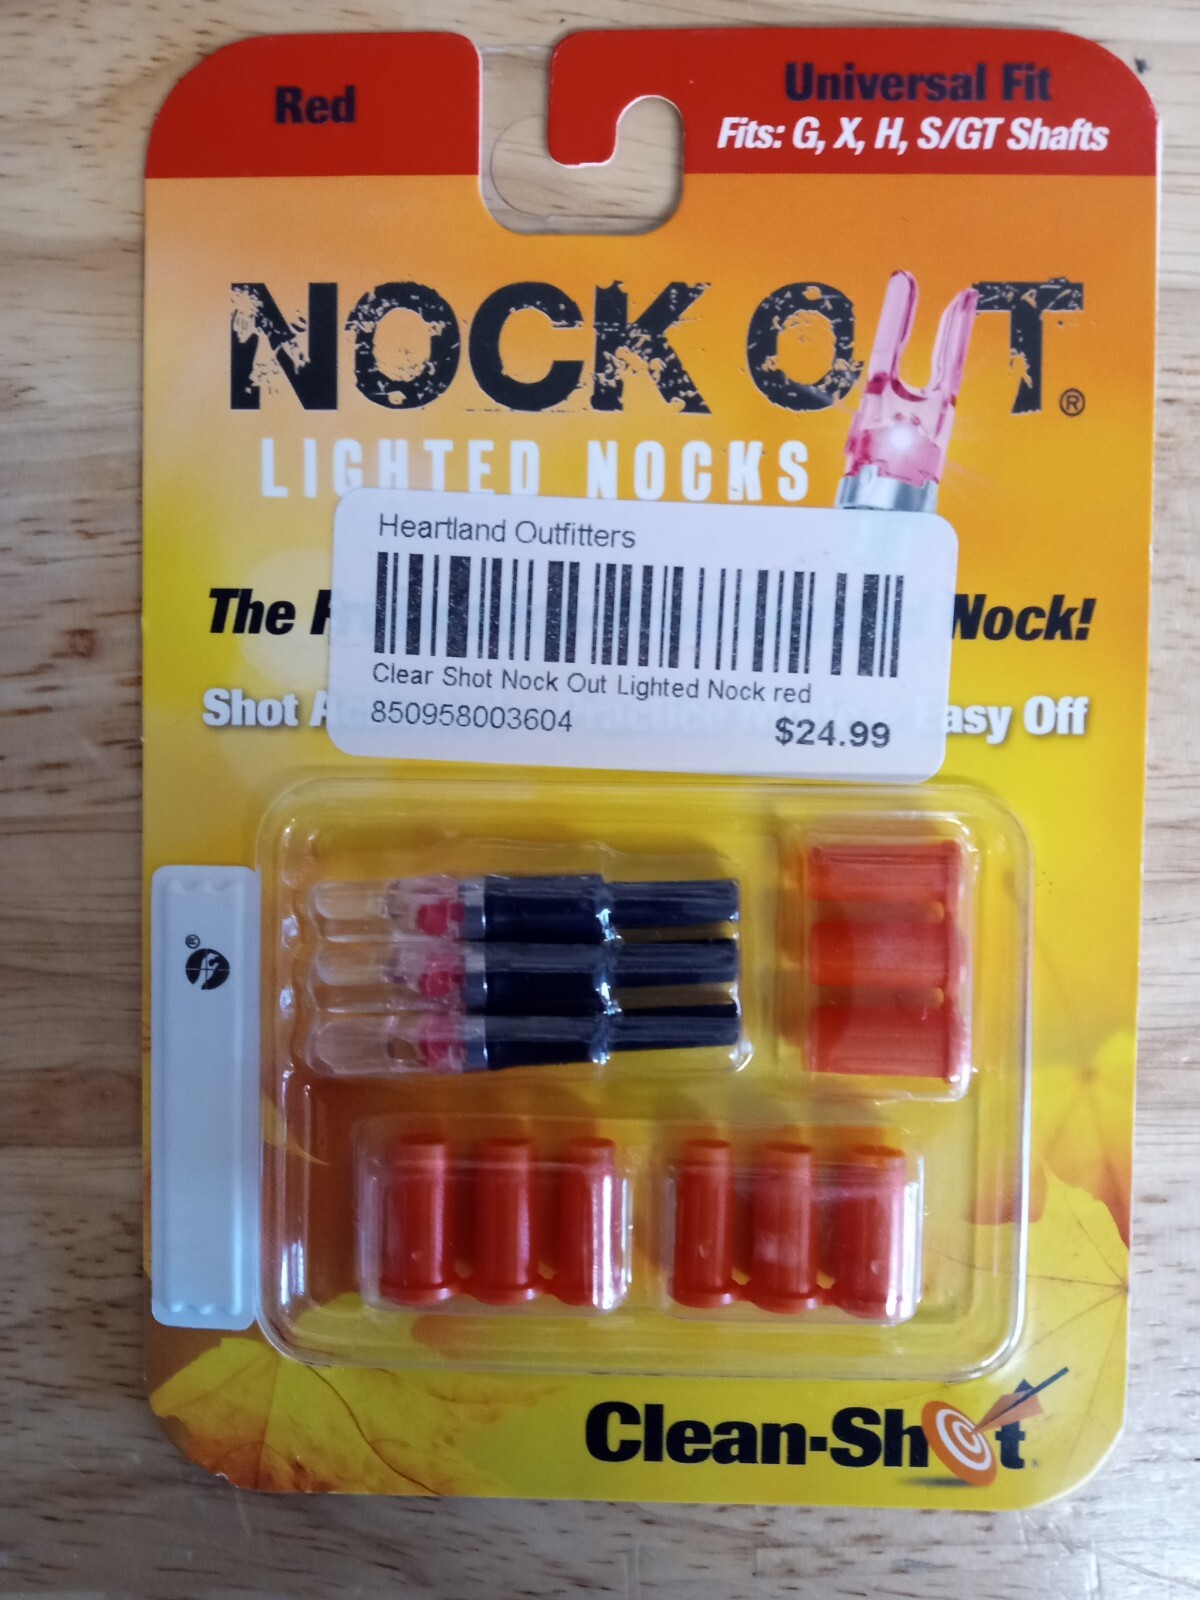 Red
Universal Fit
Fits: G, X, H, S/GT Shafts
NOCK OUT®
LIGHTED NOCKS
Heartland Outfitters
The Nock!
Clear Shot Nock Out Lighted Nock red
Shot Easy Off
850958003604
$24.99
Clean-Shot